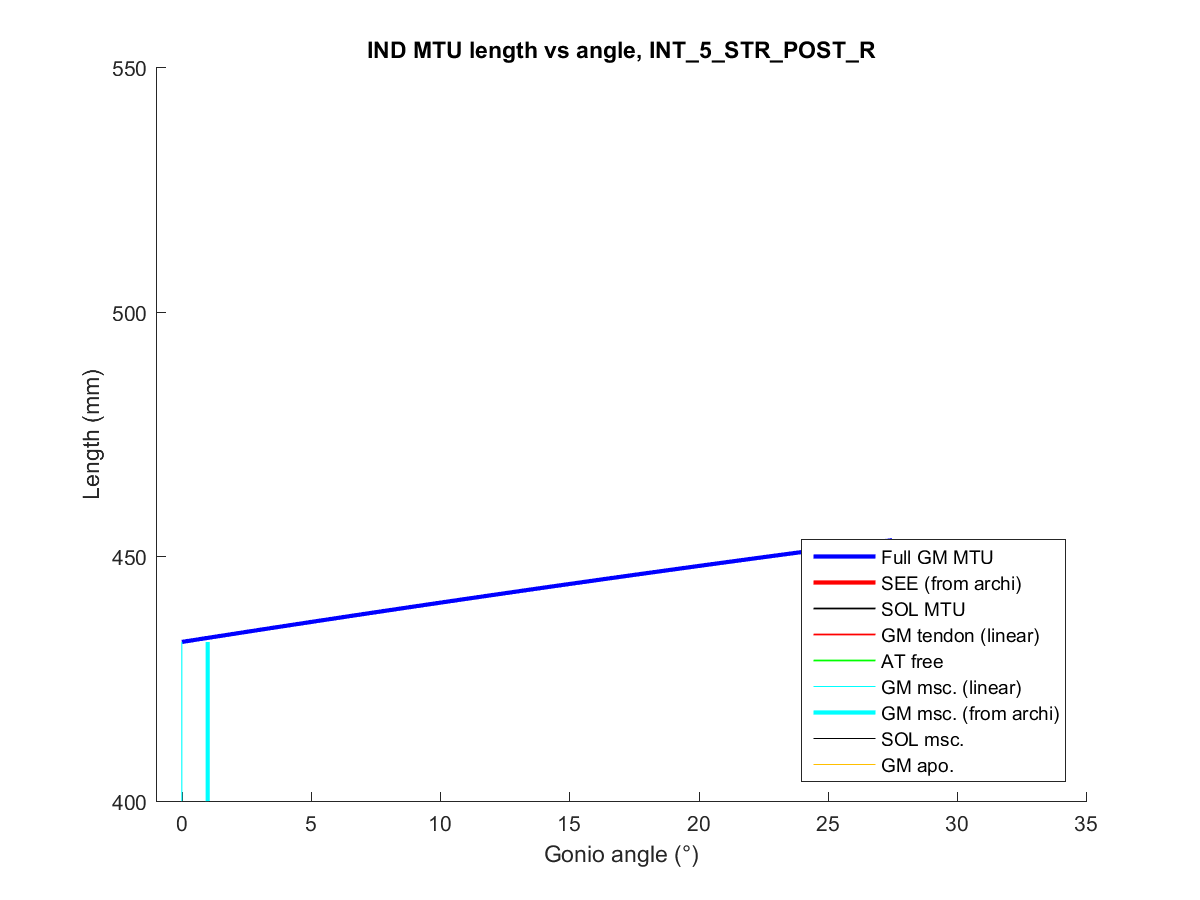 IND MTU length vs angle, INT_5_STR_POST_R
550
500
450
400
Length (mm)
Full GM MTU
SEE (from archi)
SOL MTU
GM tendon (linear)
AT free
GM msc. (linear)
GM msc. (from archi)
SOL msc.
GM apo.
0 5 10 15 20 25 30 35
Gonio angle (°)